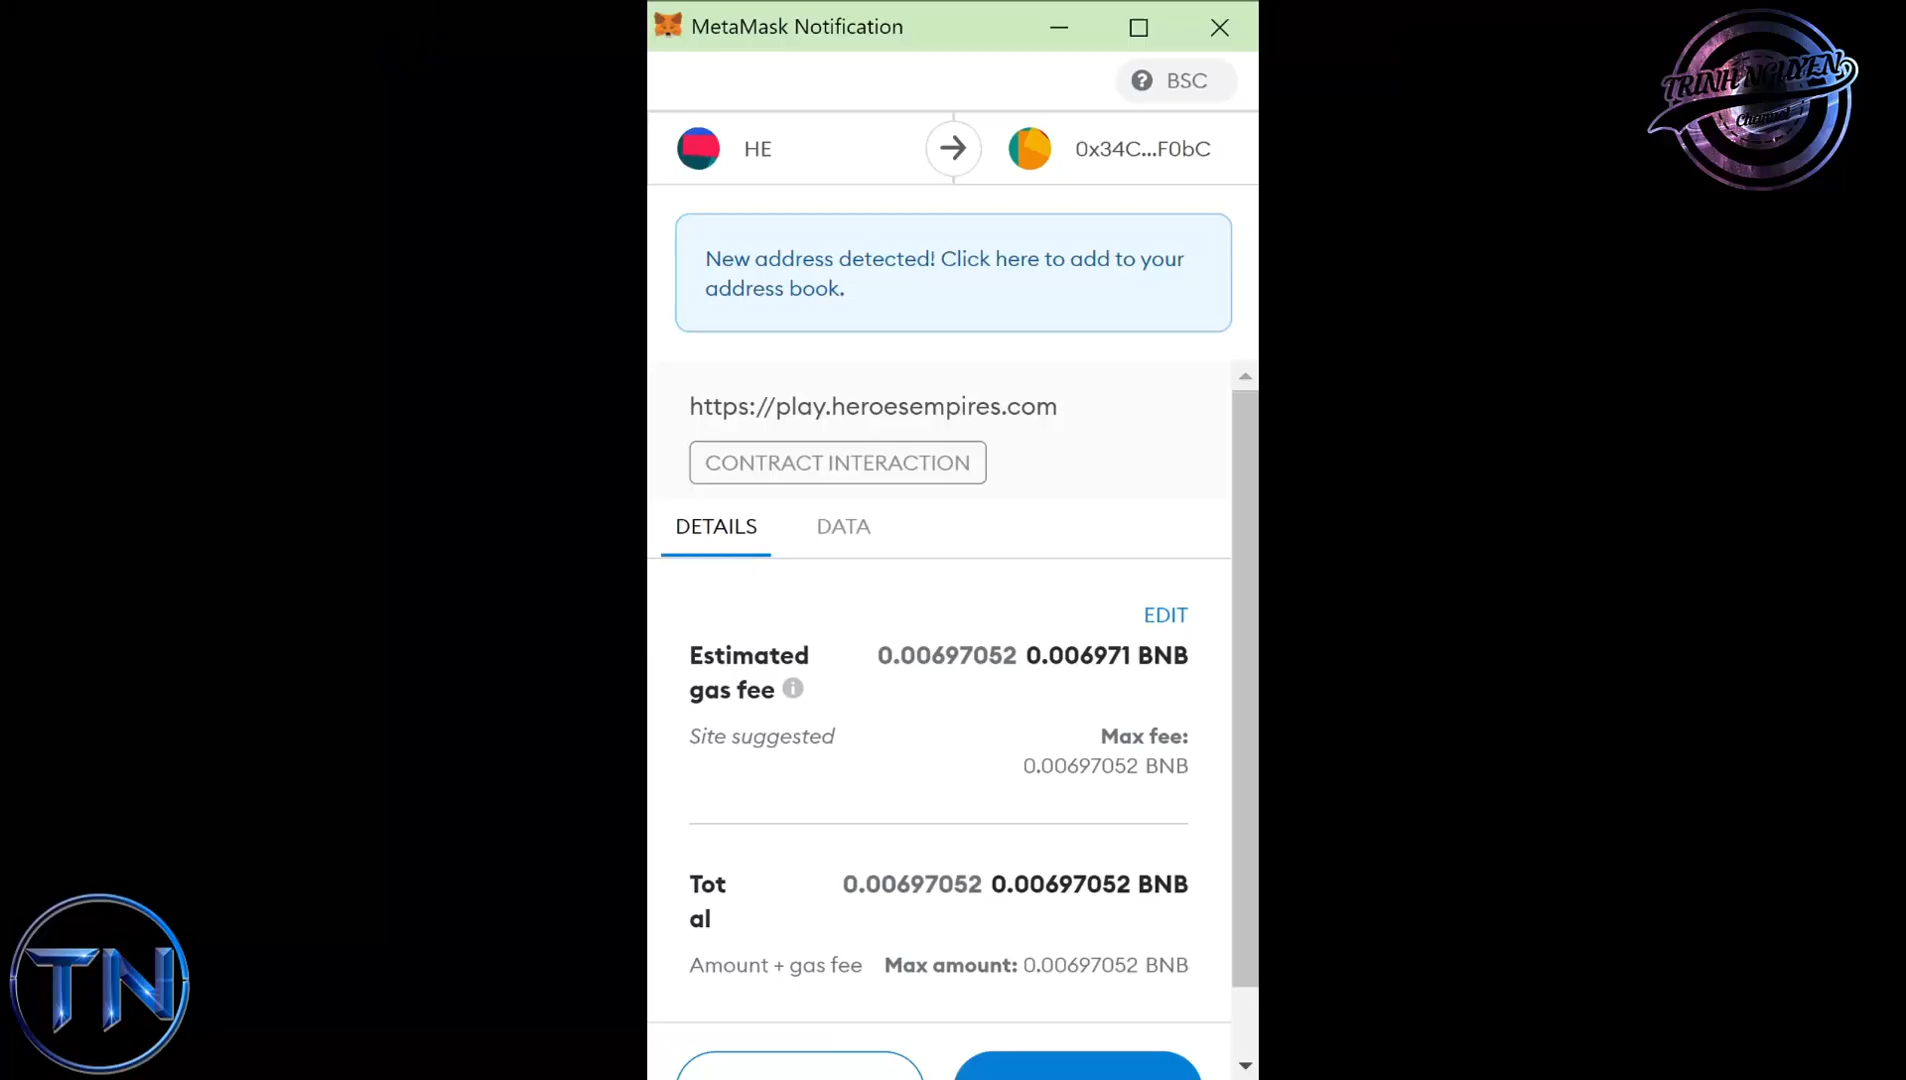 MetaMask Notification
BSC
HE
0x34C...F0bC
TRINH NGUYEN
Channel
New address detected! Click here to add to your
address book.
https://play.heroesempires.com
CONTRACT INTERACTION
DETAILS
DATA
EDIT
Estimated
gas fee
0.00697052 0.006971 BNB
Site suggested
Max fee:
0.00697052 BNB
Tot
al
0.00697052 0.00697052 BNB
Amount + gas fee
Max amount: 0.00697052 BNB
TN